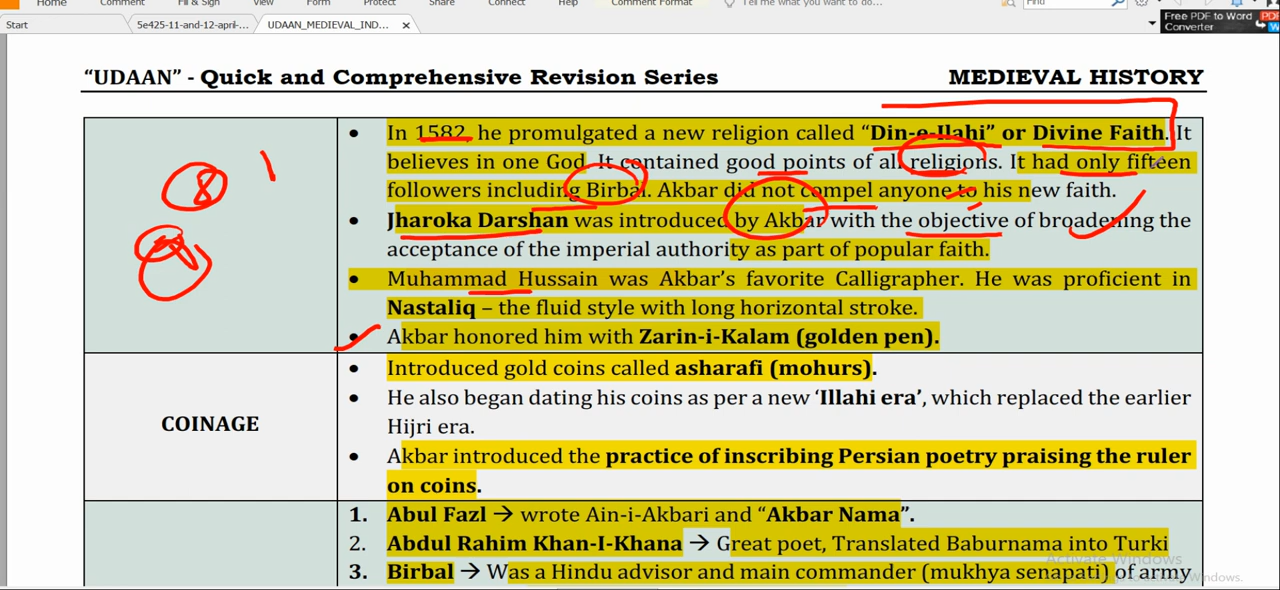 Home Comment Fill & Sign View Form Protect Share Connect Help Comment Format Tell me what you want to do... Find
Start 5e425-11-and-12-april-... UDAAN_MEDIEVAL_IND... Free PDF to Word Converter
"UDAAN" - Quick and Comprehensive Revision Series MEDIEVAL HISTORY
• In 1582, he promulgated a new religion called "Din-e-Ilahi" or Divine Faith. It
believes in one God. It contained good points of all religions. It had only fifteen
followers including Birbal. Akbar did not compel anyone to his new faith.
• Jharoka Darshan was introduced by Akbar with the objective of broadening the
acceptance of the imperial authority as part of popular faith.
• Muhammad Hussain was Akbar's favorite Calligrapher. He was proficient in
Nastaliq – the fluid style with long horizontal stroke.
• Akbar honored him with Zarin-i-Kalam (golden pen).
COINAGE
• Introduced gold coins called asharafi (mohurs).
• He also began dating his coins as per a new 'Illahi era', which replaced the earlier
Hijri era.
• Akbar introduced the practice of inscribing Persian poetry praising the ruler
on coins.
1. Abul Fazl → wrote Ain-i-Akbari and "Akbar Nama".
2. Abdul Rahim Khan-I-Khana → Great poet, Translated Baburnama into Turki
3. Birbal → Was a Hindu advisor and main commander (mukhya senapati) of army
Activate Windows